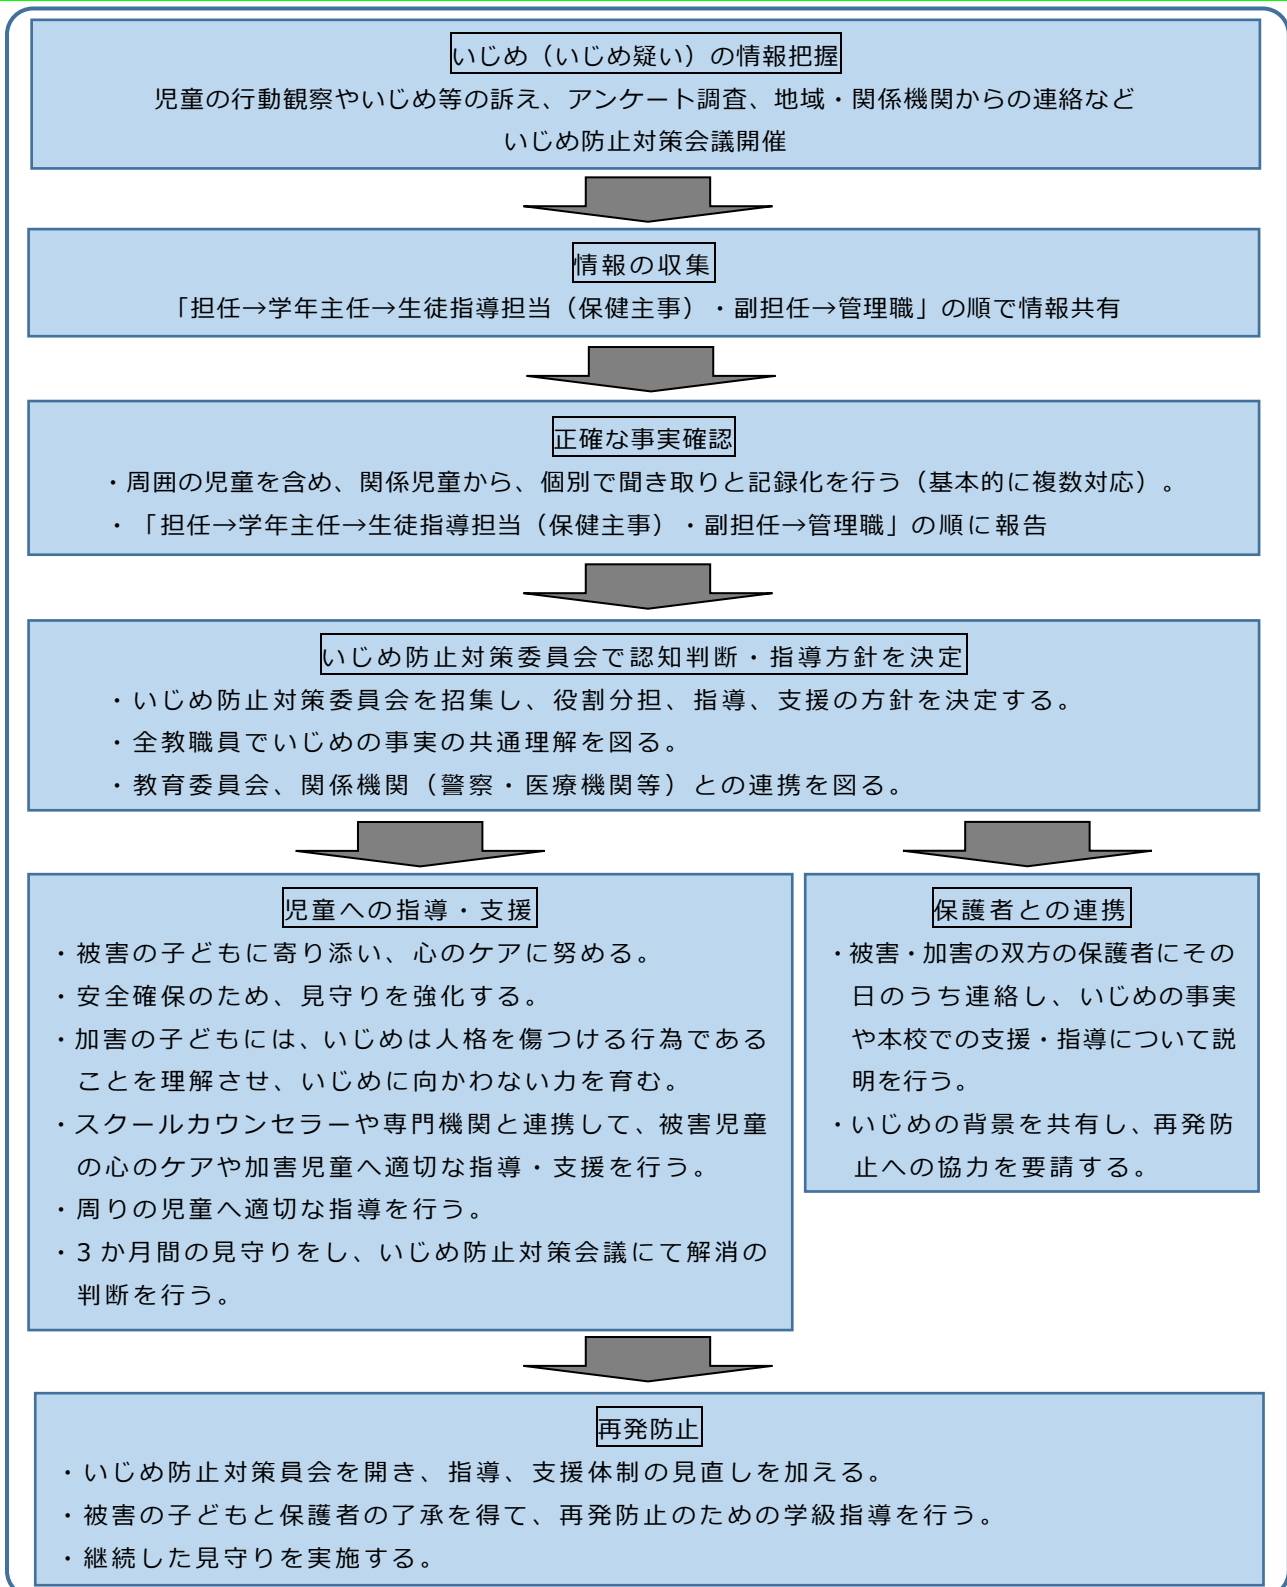 いじめ（いじめ疑い）の情報把握
児童の行動観察やいじめ等の訴え、アンケート調査、地域・関係機関からの連絡など
いじめ防止対策会議開催
情報の収集
「担任→学年主任→生徒指導担当（保健主事）・副担任→管理職」の順で情報共有
正確な事実確認
・周囲の児童を含め、関係児童から、個別で聞き取りと記録化を行う（基本的に複数対応）。
・「担任→学年主任→生徒指導担当（保健主事）・副担任→管理職」の順に報告
いじめ防止対策委員会で認知判断・指導方針を決定
・いじめ防止対策委員会を招集し、役割分担、指導、支援の方針を決定する。
・全教職員でいじめの事実の共通理解を図る。
・教育委員会、関係機関（警察・医療機関等）との連携を図る。
児童への指導・支援
・被害の子どもに寄り添い、心のケアに努める。
・安全確保のため、見守りを強化する。
・加害の子どもには、いじめは人格を傷つける行為である
ことを理解させ、いじめに向かわない力を育む。
・スクールカウンセラーや専門機関と連携して、被害児童
の心のケアや加害児童へ適切な指導・支援を行う。
・周りの児童へ適切な指導を行う。
・3か月間の見守りをし、いじめ防止対策会議にて解消の
判断を行う。
保護者との連携
・被害・加害の双方の保護者にその
日のうち連絡し、いじめの事実
や本校での支援・指導について説
明を行う。
・いじめの背景を共有し、再発防
止への協力を要請する。
再発防止
・いじめ防止対策員会を開き、指導、支援体制の見直しを加える。
・被害の子どもと保護者の了承を得て、再発防止のための学級指導を行う。
・継続した見守りを実施する。